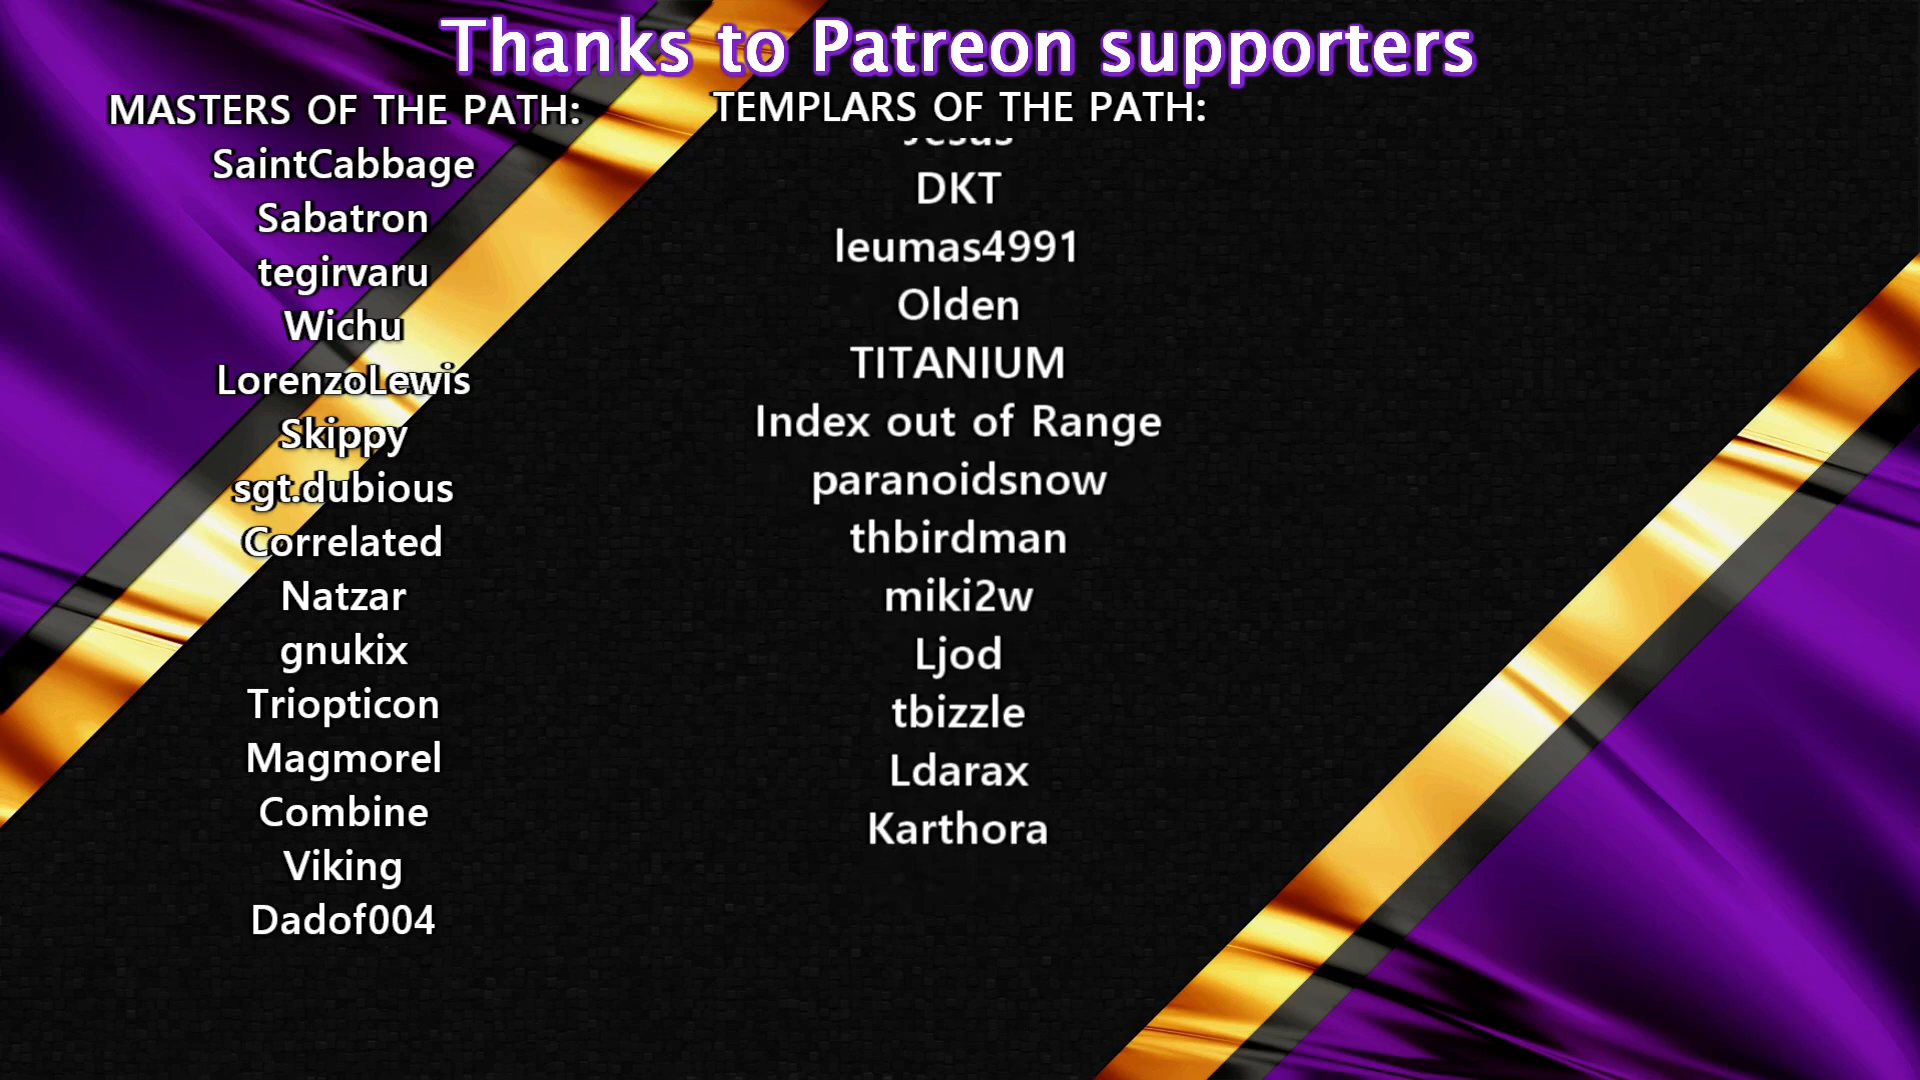 Thanks to Patreon supporters
MASTERS OF THE PATH:
SaintCabbage
Sabatron
tegirvaru
Wichu
LorenzoLewis
Skippy
sgt.dubious
Correlated
Natzar
gnukix
Triopticon
Magmorel
Combine
Viking
Dadof004
TEMPLARS OF THE PATH:
DKT
leumas4991
Olden
TITANIUM
Index out of Range
paranoidsnow
thbirdman
miki2w
Ljod
tbizzle
Ldarax
Karthora